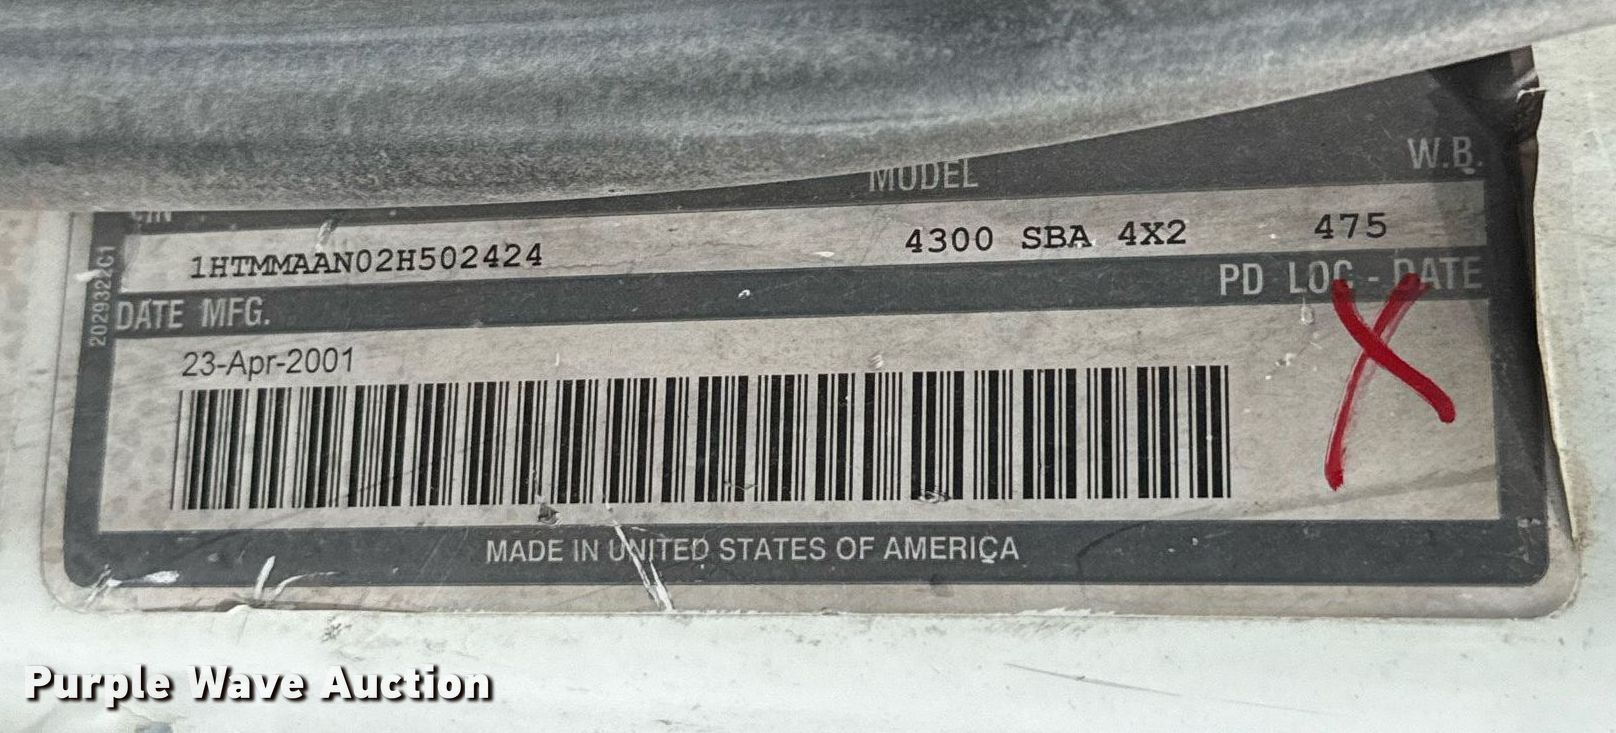 MODEL W.B.
1HTMMAAN02H502424 4300 SBA 4X2 475
DATE MFG. PD LOC - DATE
23-Apr-2001
MADE IN UNITED STATES OF AMERICA
2029322C1
Purple Wave Auction